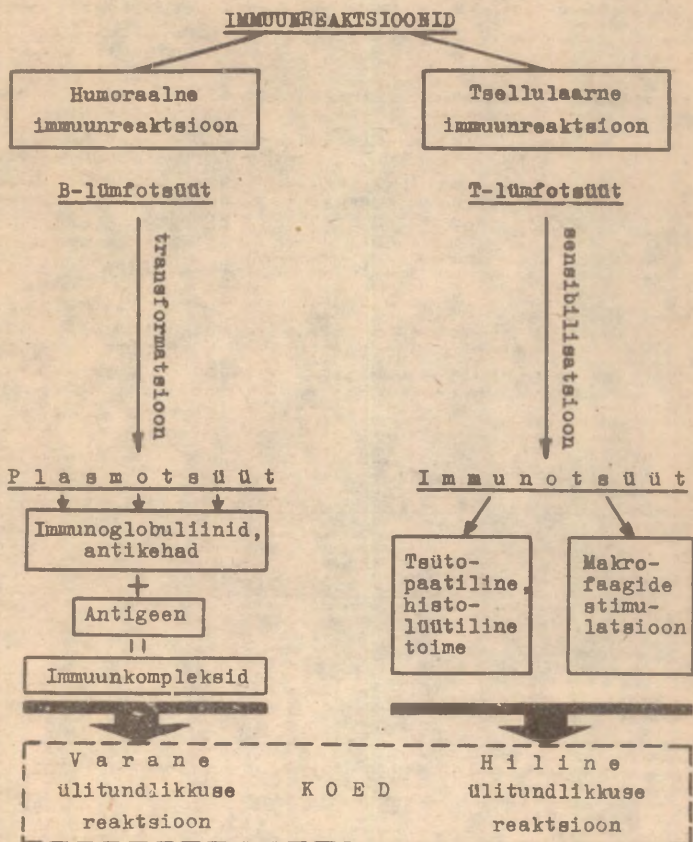 IMMUUNREAKTSIOONID
Humoraalne
immuunreaktsioon
B-lümfotsüüt
transformatsioon
Plasmotsüüt
Immunoglobuliinid,
antikehad
+
Antigeen
=
Immuunkompleksid
Tsellulaarne
immuunreaktsioon
T-lümfotsüüt
sensibilisatsioon
Immunotsüüt
Tsüto-
paatiline,
histo-
lüütiline
toime
Makro-
faagide
stimu-
latsioon
Varane
ülitundlikkuse
reaktsioon
KOED
Hiline
ülitundlikkuse
reaktsioon